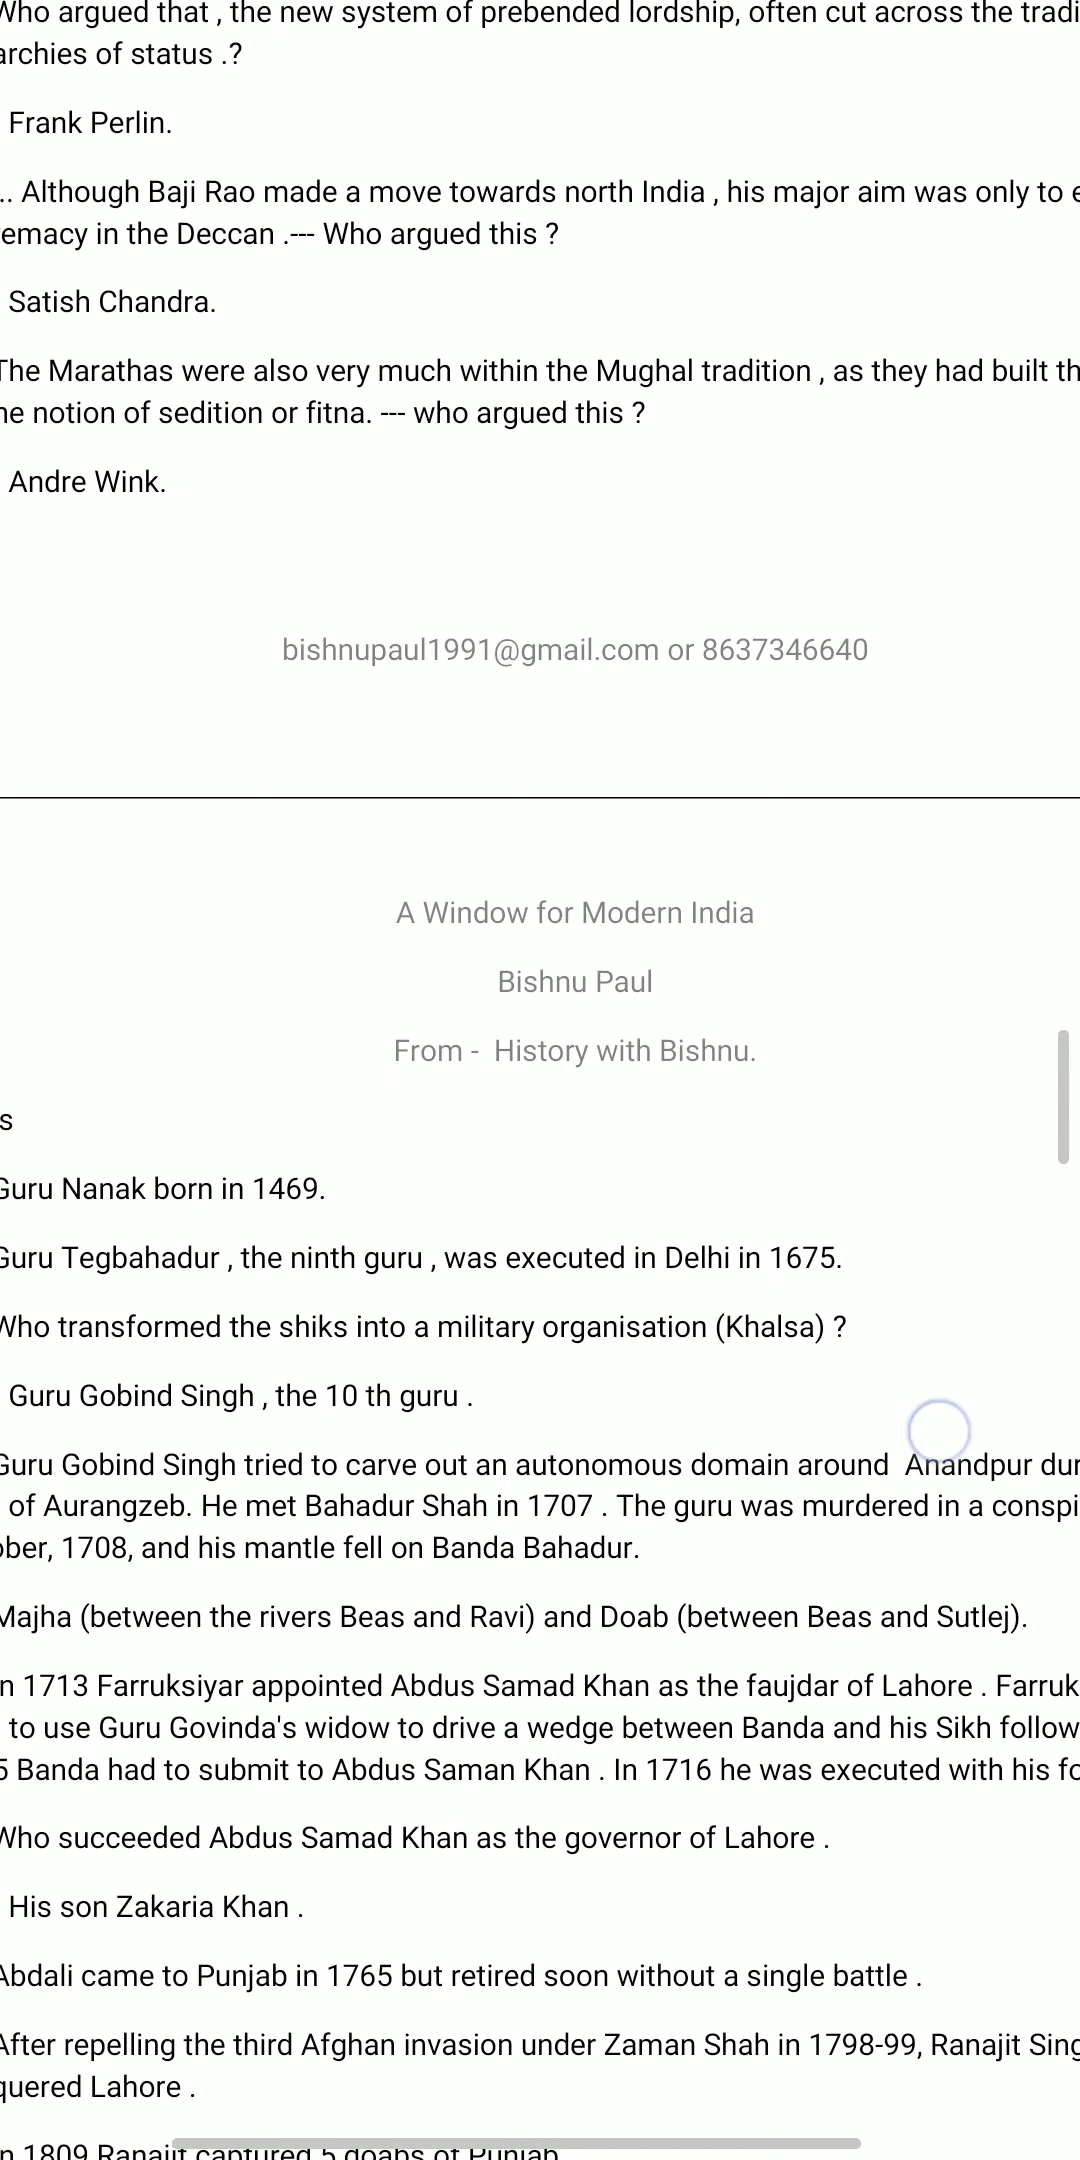 Who argued that , the new system of prebended lordship, often cut across the tradi
archies of status .?
Frank Perlin.
.. Although Baji Rao made a move towards north India , his major aim was only to e
emacy in the Deccan .--- Who argued this ?
Satish Chandra.
The Marathas were also very much within the Mughal tradition , as they had built th
he notion of sedition or fitna. --- who argued this ?
Andre Wink.
bishnupaul1991@gmail.com or 8637346640
A Window for Modern India
Bishnu Paul
From - History with Bishnu.
s
Guru Nanak born in 1469.
Guru Tegbahadur , the ninth guru , was executed in Delhi in 1675.
Who transformed the shiks into a military organisation (Khalsa) ?
Guru Gobind Singh , the 10 th guru .
Guru Gobind Singh tried to carve out an autonomous domain around Anandpur dur
of Aurangzeb. He met Bahadur Shah in 1707 . The guru was murdered in a conspi
ober, 1708, and his mantle fell on Banda Bahadur.
Majha (between the rivers Beas and Ravi) and Doab (between Beas and Sutlej).
n 1713 Farruksiyar appointed Abdus Samad Khan as the faujdar of Lahore . Farruk
to use Guru Govinda's widow to drive a wedge between Banda and his Sikh follow
5 Banda had to submit to Abdus Saman Khan . In 1716 he was executed with his fo
Who succeeded Abdus Samad Khan as the governor of Lahore .
His son Zakaria Khan .
Abdali came to Punjab in 1765 but retired soon without a single battle .
After repelling the third Afghan invasion under Zaman Shah in 1798-99, Ranajit Sing
quered Lahore .
n 1809 Ranajit captured 5 doabs of Punjab